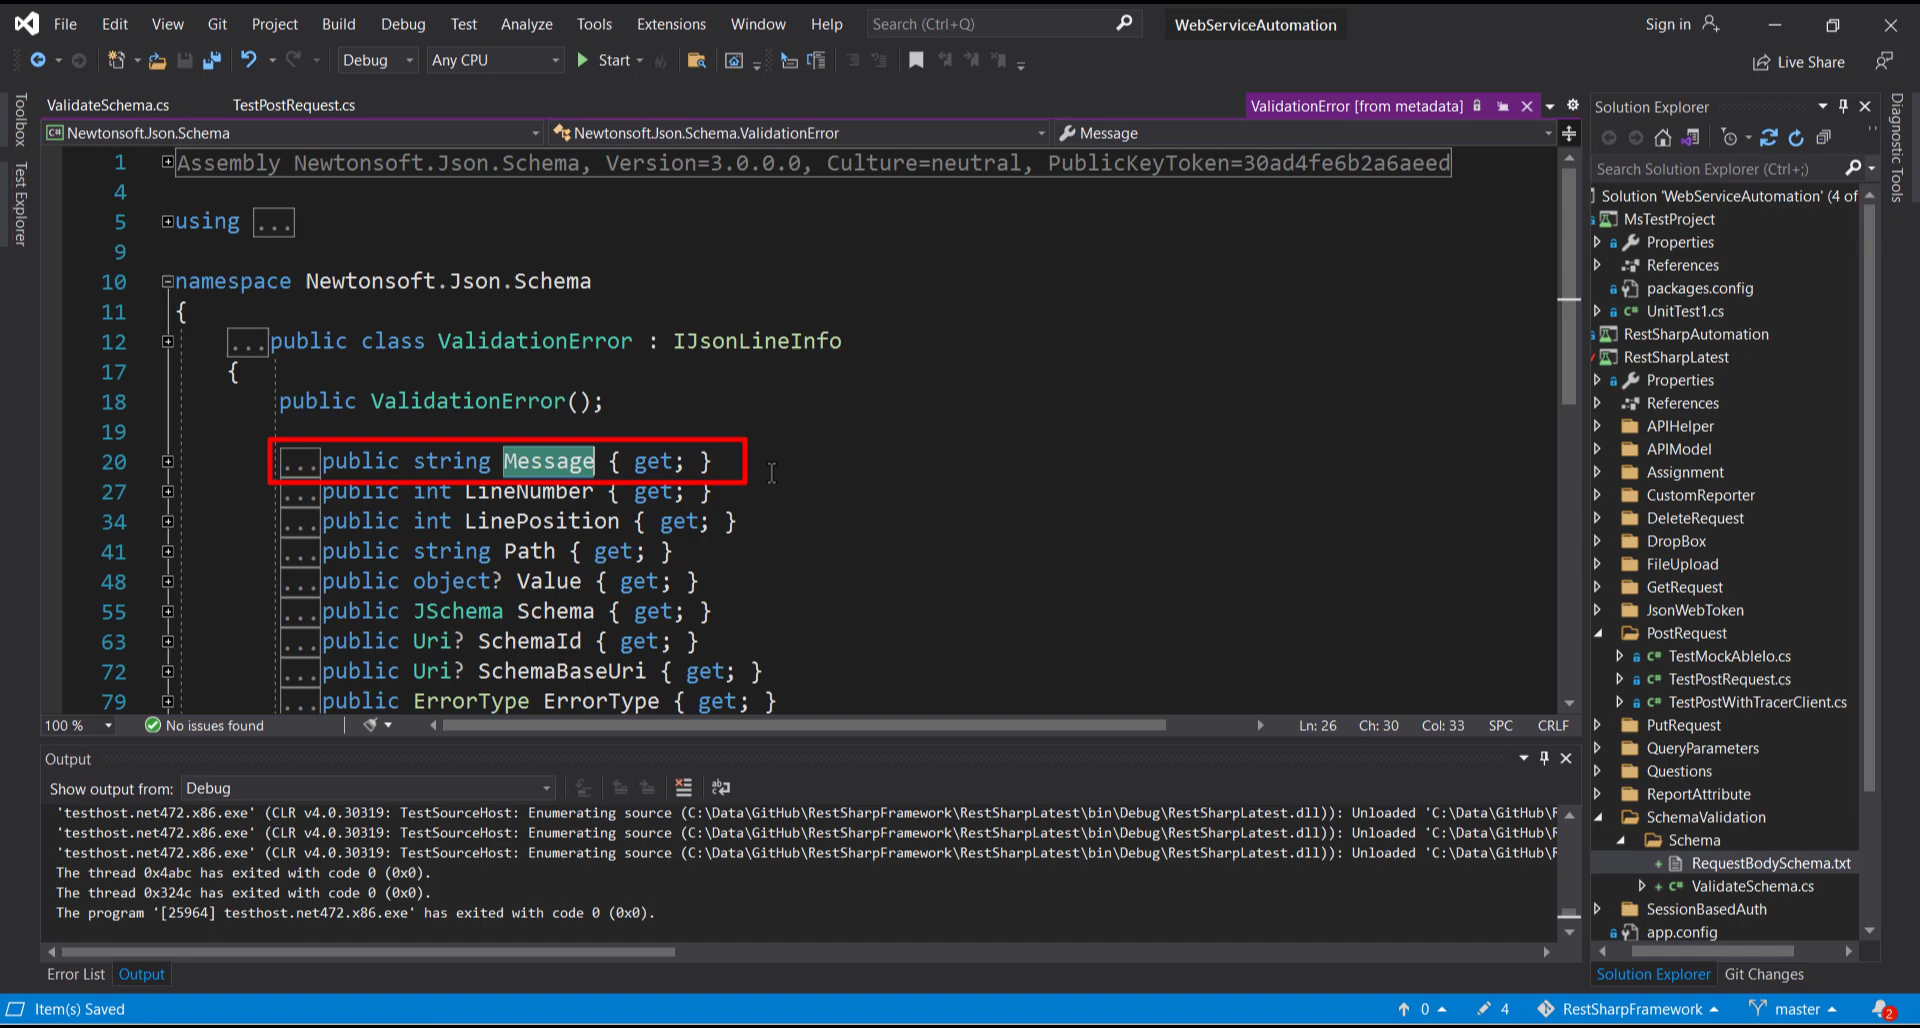 File Edit View Git Project Build Debug Test Analyze Tools Extensions Window Help Search (Ctrl+Q) WebServiceAutomation Sign in
Debug Any CPU Start Live Share
ValidateSchema.cs TestPostRequest.cs ValidationError [from metadata]
Newtonsoft.Json.Schema Newtonsoft.Json.Schema.ValidationError Message
Toolbox
Test Explorer
1 Assembly Newtonsoft.Json.Schema, Version=3.0.0.0, Culture=neutral, PublicKeyToken=30ad4fe6b2a6aeed
4
5 using ...
9
10 namespace Newtonsoft.Json.Schema
11 {
12 ...public class ValidationError : IJsonLineInfo
17 {
18 public ValidationError();
19
20 ...public string Message { get; }
27 ...public int LineNumber { get; }
34 ...public int LinePosition { get; }
41 ...public string Path { get; }
48 ...public object? Value { get; }
55 ...public JSchema Schema { get; }
63 ...public Uri? SchemaId { get; }
72 ...public Uri? SchemaBaseUri { get; }
79 ...public ErrorType ErrorType { get; }
100 % No issues found Ln: 26 Ch: 30 Col: 33 SPC CRLF
Output
Show output from: Debug
'testhost.net472.x86.exe' (CLR v4.0.30319: TestSourceHost: Enumerating source (C:\Data\GitHub\RestSharpFramework\RestSharpLatest\bin\Debug\RestSharpLatest.dll)): Unloaded 'C:\Data\GitHub\R
'testhost.net472.x86.exe' (CLR v4.0.30319: TestSourceHost: Enumerating source (C:\Data\GitHub\RestSharpFramework\RestSharpLatest\bin\Debug\RestSharpLatest.dll)): Unloaded 'C:\Data\GitHub\R
'testhost.net472.x86.exe' (CLR v4.0.30319: TestSourceHost: Enumerating source (C:\Data\GitHub\RestSharpFramework\RestSharpLatest\bin\Debug\RestSharpLatest.dll)): Unloaded 'C:\Data\GitHub\R
The thread 0x4abc has exited with code 0 (0x0).
The thread 0x324c has exited with code 0 (0x0).
The program '[25964] testhost.net472.x86.exe' has exited with code 0 (0x0).
Error List Output
Solution Explorer
Search Solution Explorer (Ctrl+;)
Solution 'WebServiceAutomation' (4 of
MsTestProject
Properties
References
packages.config
C# UnitTest1.cs
RestSharpAutomation
RestSharpLatest
Properties
References
APIHelper
APIModel
Assignment
CustomReporter
DeleteRequest
DropBox
FileUpload
GetRequest
JsonWebToken
PostRequest
C# TestMockAbleIo.cs
C# TestPostRequest.cs
C# TestPostWithTracerClient.cs
PutRequest
QueryParameters
Questions
ReportAttribute
SchemaValidation
Schema
RequestBodySchema.txt
C# ValidateSchema.cs
SessionBasedAuth
app.config
Solution Explorer Git Changes
Diagnostic Tools
Item(s) Saved 0 4 RestSharpFramework master 2